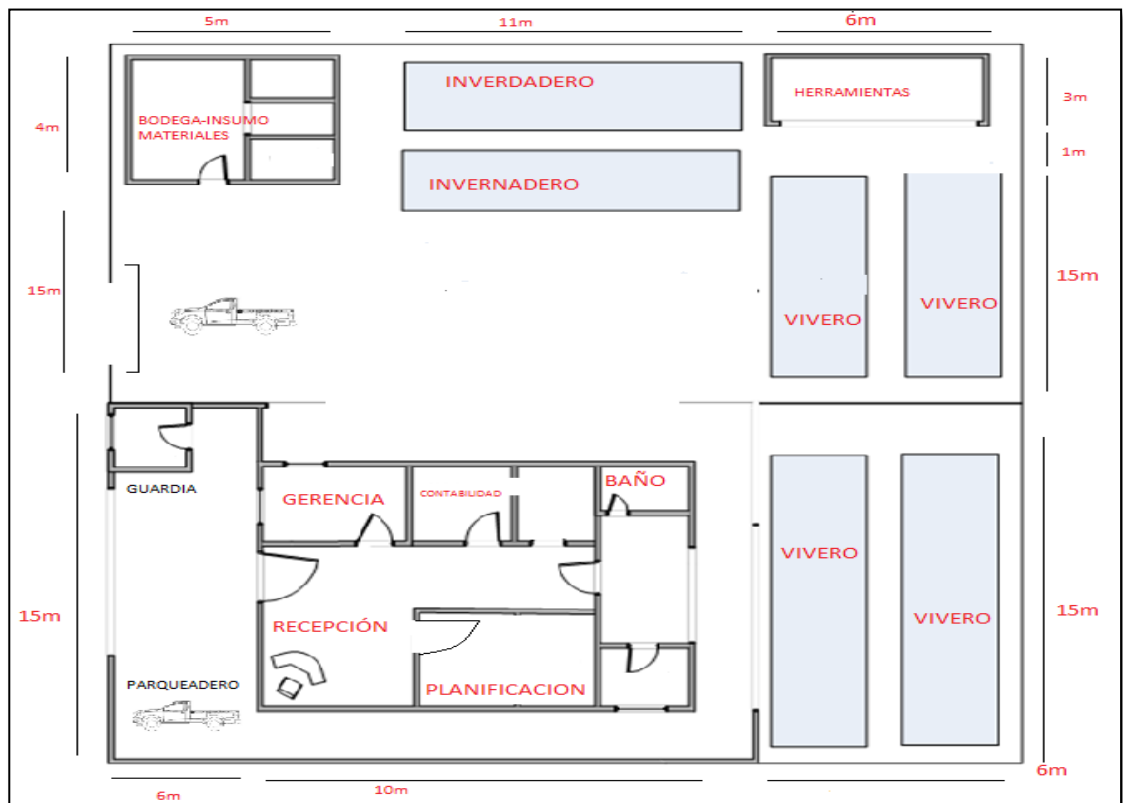 5m
11m
6m
INVERDADERO
HERRAMIENTAS
3m
BODEGA-INSUMO
MATERIALES
4m
1m
INVERNADERO
15m
15m
VIVERO
VIVERO
GUARDIA
GERENCIA
CONTABILIDAD
BAÑO
VIVERO
15m
RECEPCIÓN
VIVERO
15m
PARQUEADERO
PLANIFICACION
6m
10m
6m